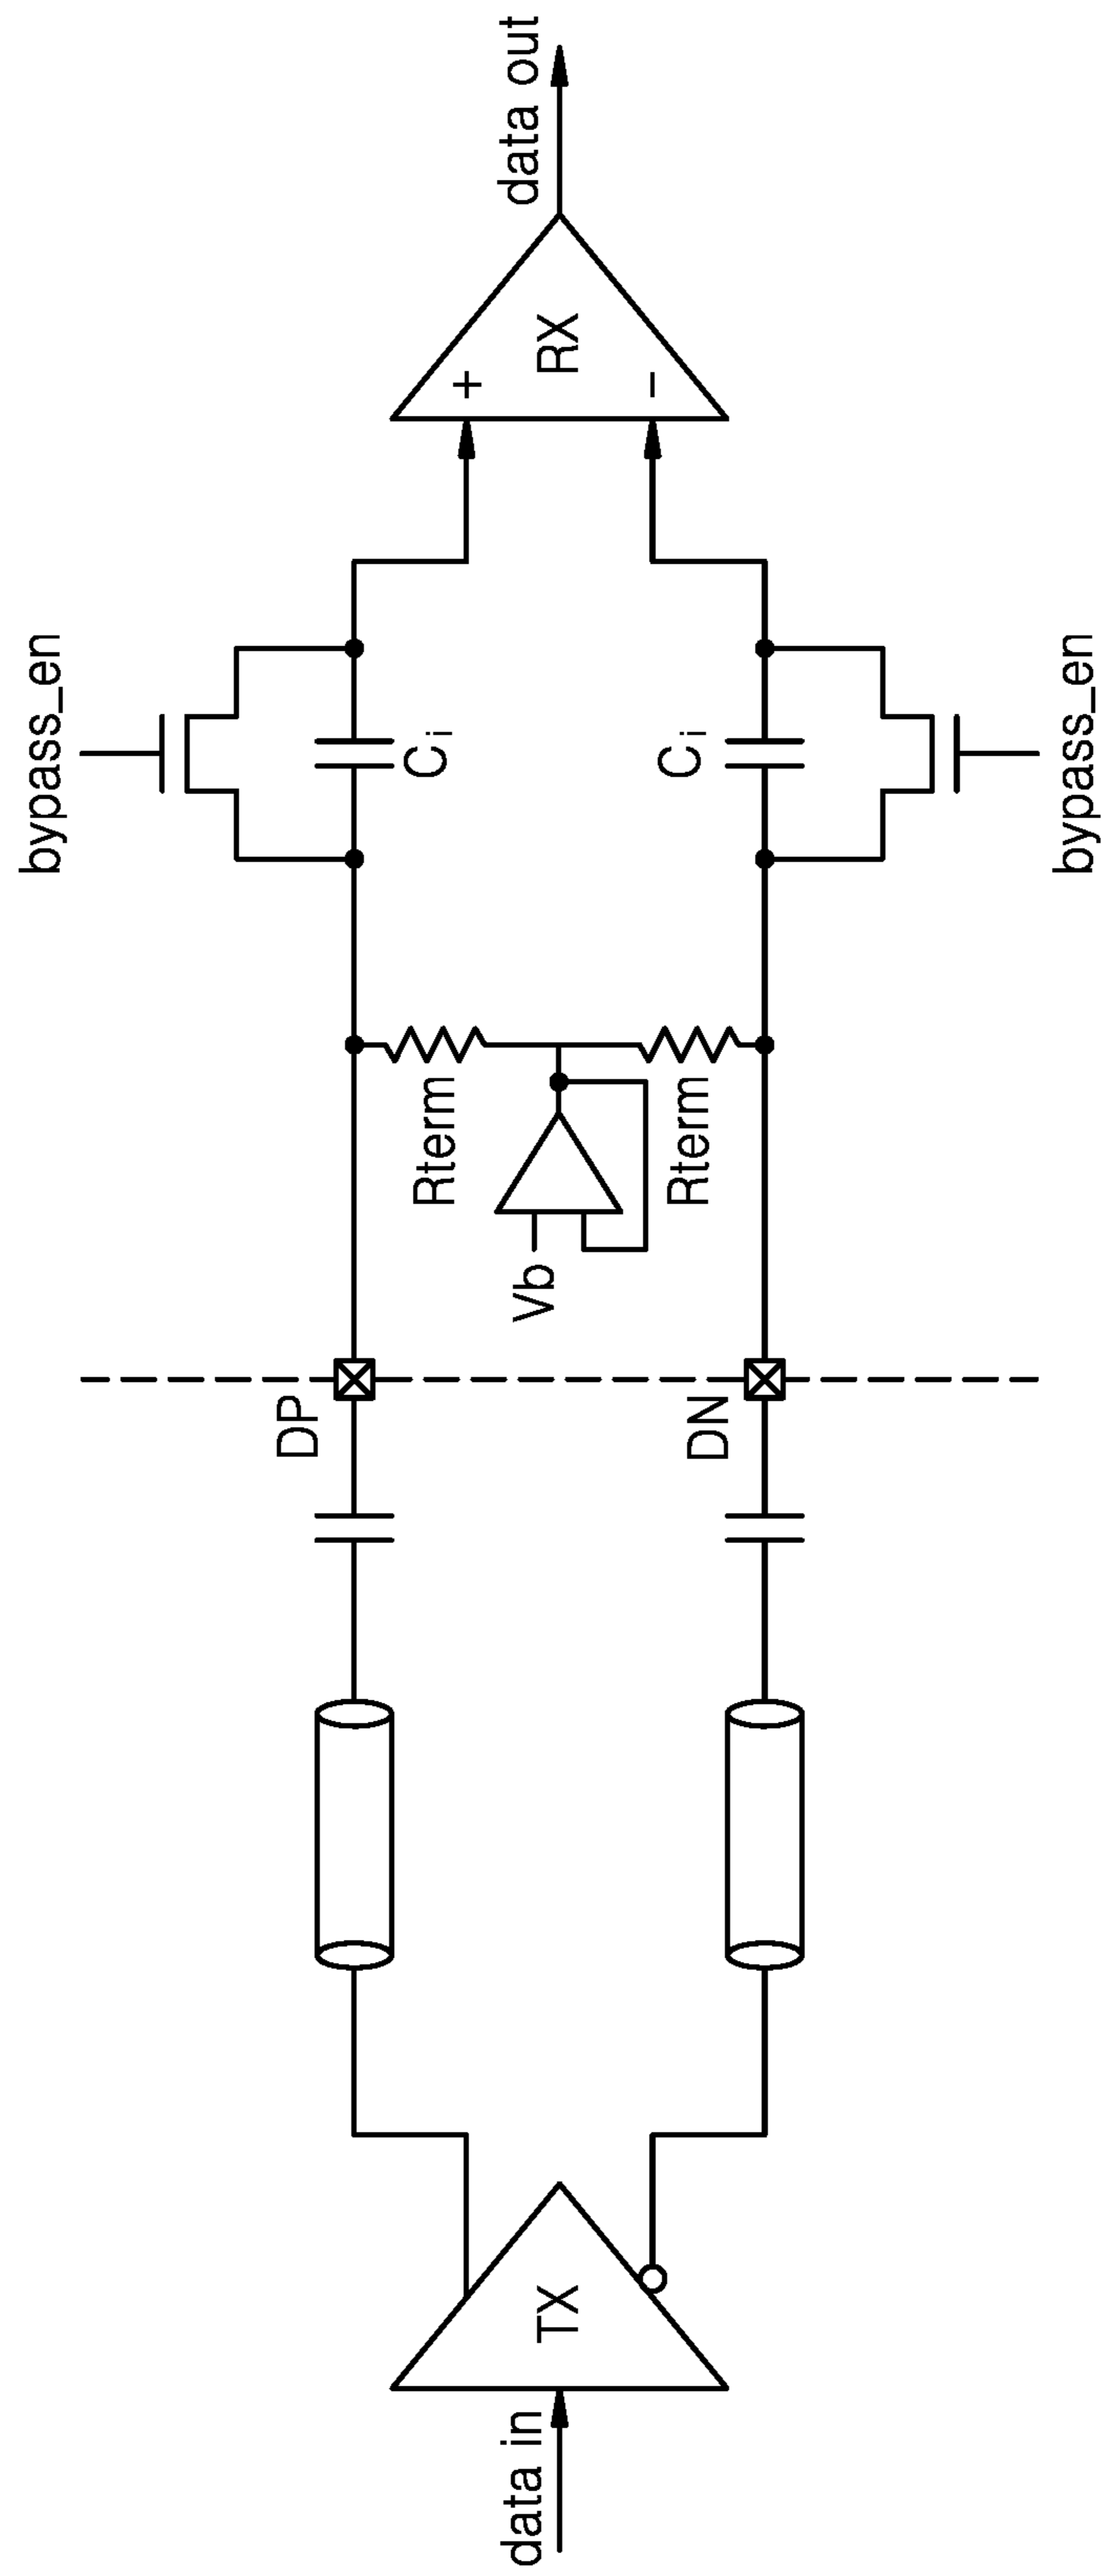 data in
TX
DP
DN
Vb
Rterm
Rterm
bypass_en
Ci
Ci
bypass_en
+
RX
−
data out